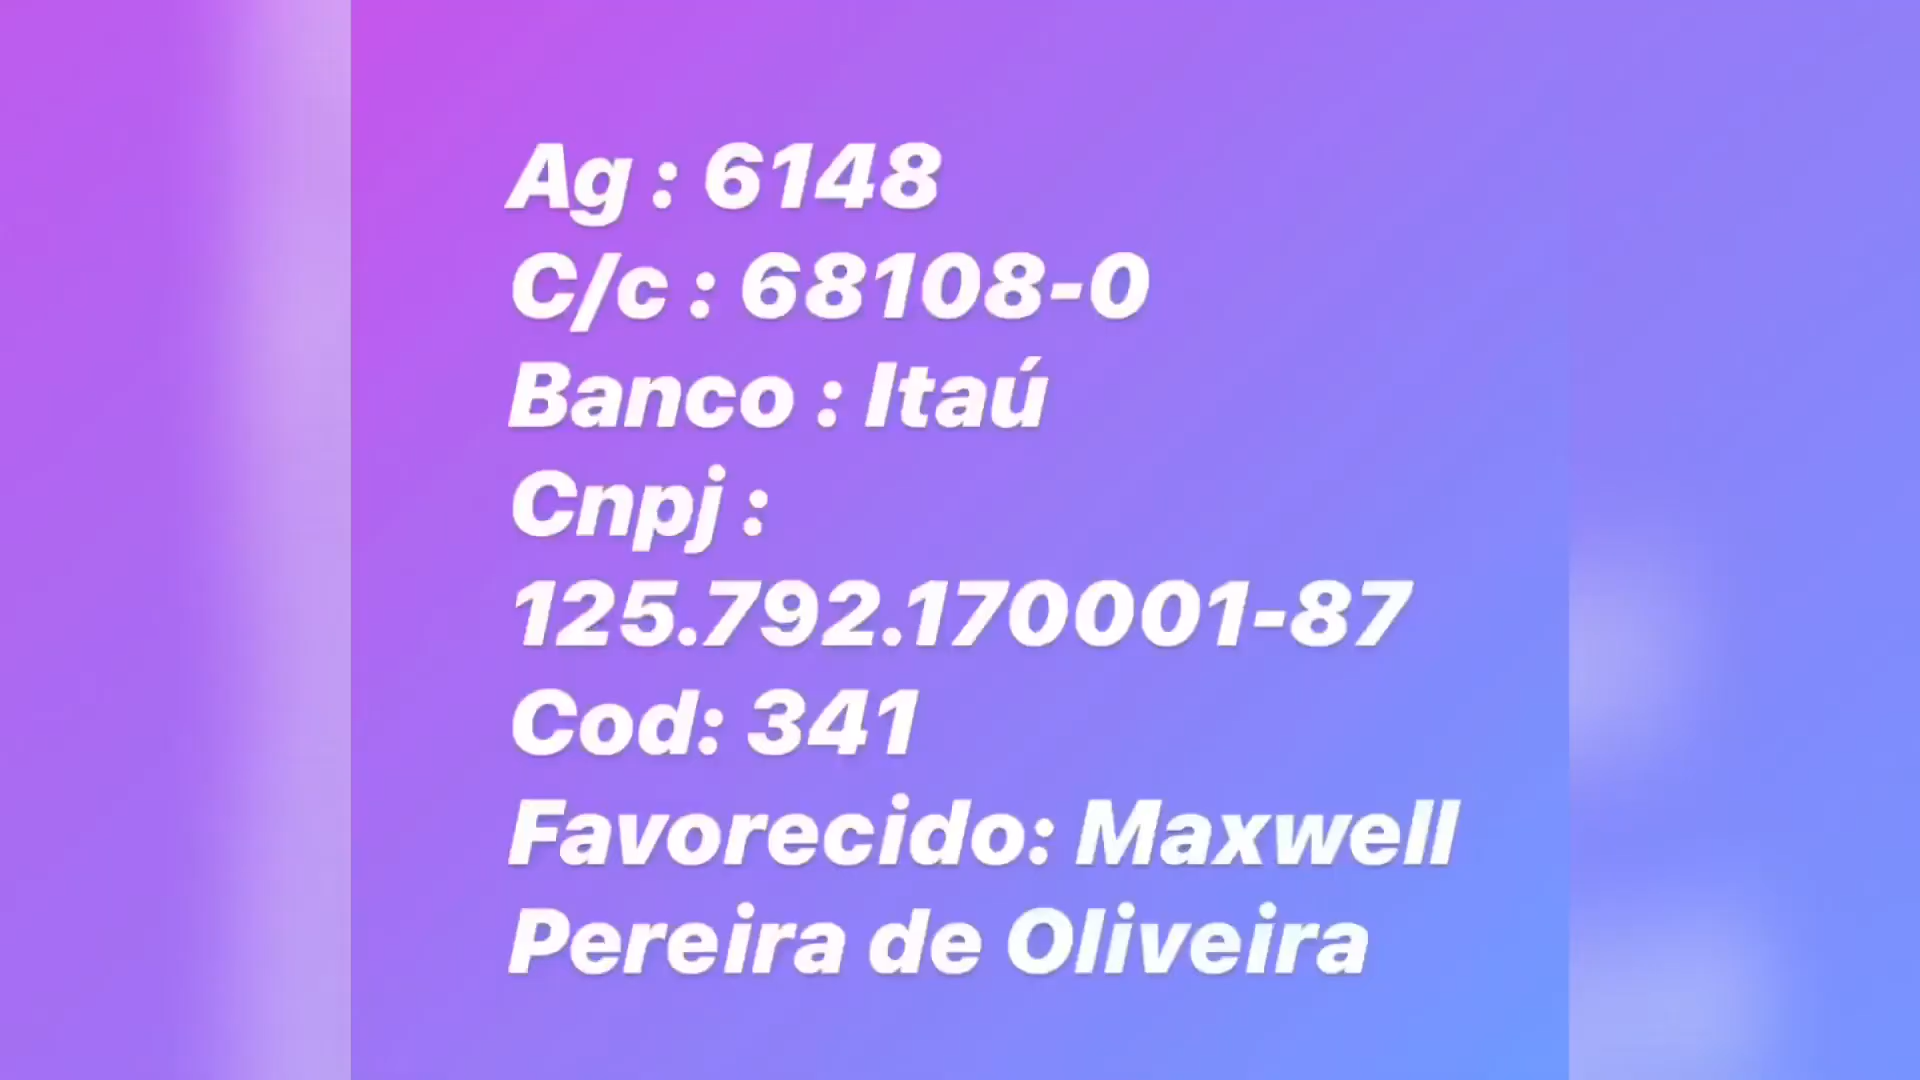 Ag : 6148
C/c : 68108-0
Banco : Itaú
Cnpj :
125.792.170001-87
Cod: 341
Favorecido: Maxwell
Pereira de Oliveira